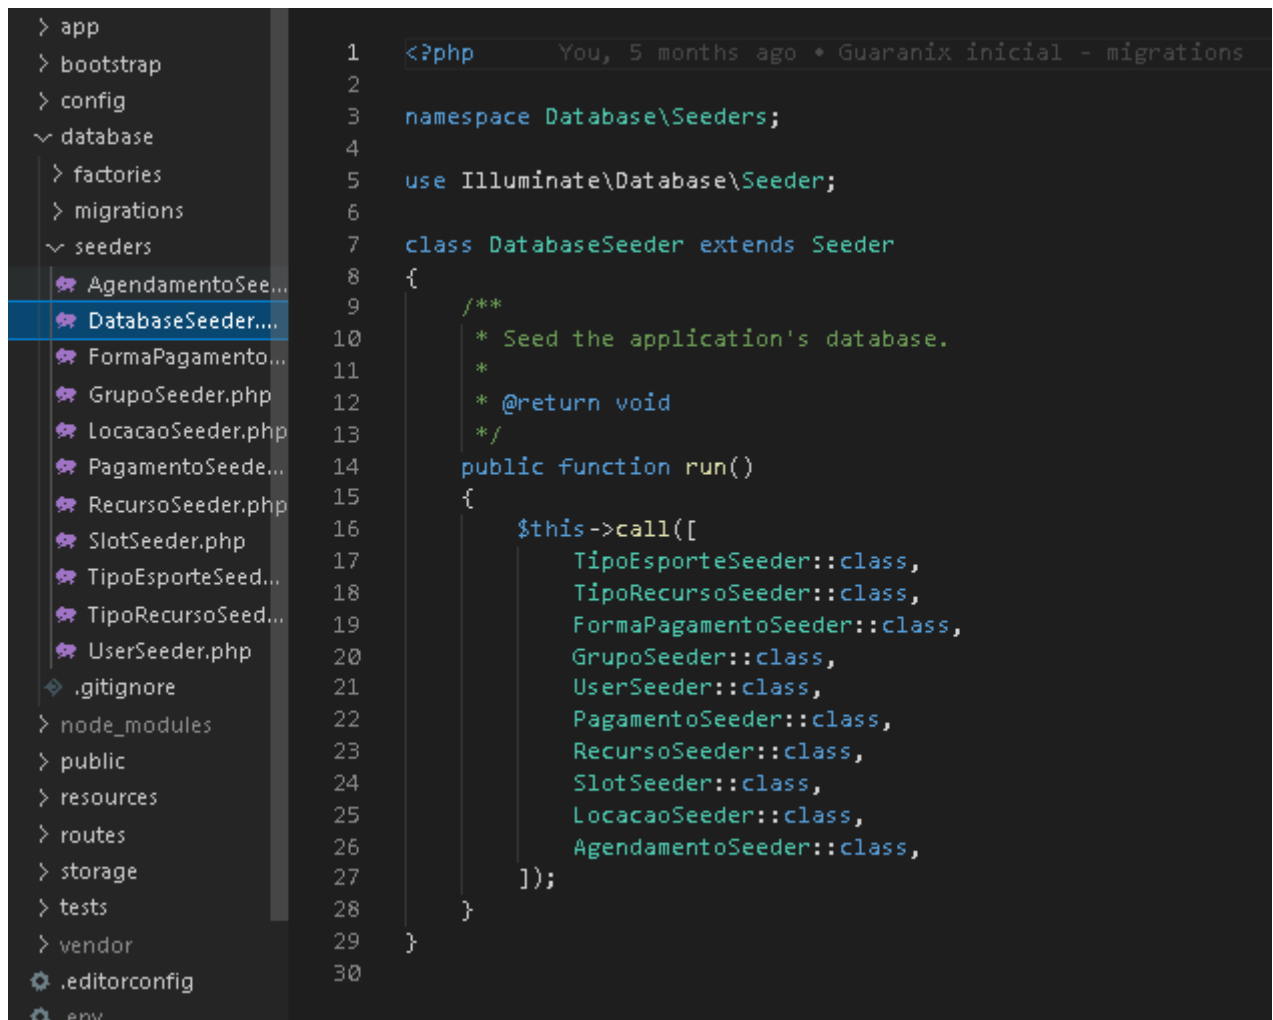 app
bootstrap
config
database
factories
migrations
seeders
AgendamentoSee...
DatabaseSeeder....
FormaPagamento...
GrupoSeeder.php
LocacaoSeeder.php
PagamentoSeede...
RecursoSeeder.php
SlotSeeder.php
TipoEsporteSeed...
TipoRecursoSeed...
UserSeeder.php
.gitignore
node_modules
public
resources
routes
storage
tests
vendor
.editorconfig
.env
1 <?php You, 5 months ago • Guaranix inicial - migrations
2
3 namespace Database\Seeders;
4
5 use Illuminate\Database\Seeder;
6
7 class DatabaseSeeder extends Seeder
8 {
9 /**
10 * Seed the application's database.
11 *
12 * @return void
13 */
14 public function run()
15 {
16 $this->call([
17 TipoEsporteSeeder::class,
18 TipoRecursoSeeder::class,
19 FormaPagamentoSeeder::class,
20 GrupoSeeder::class,
21 UserSeeder::class,
22 PagamentoSeeder::class,
23 RecursoSeeder::class,
24 SlotSeeder::class,
25 LocacaoSeeder::class,
26 AgendamentoSeeder::class,
27 ]);
28 }
29 }
30